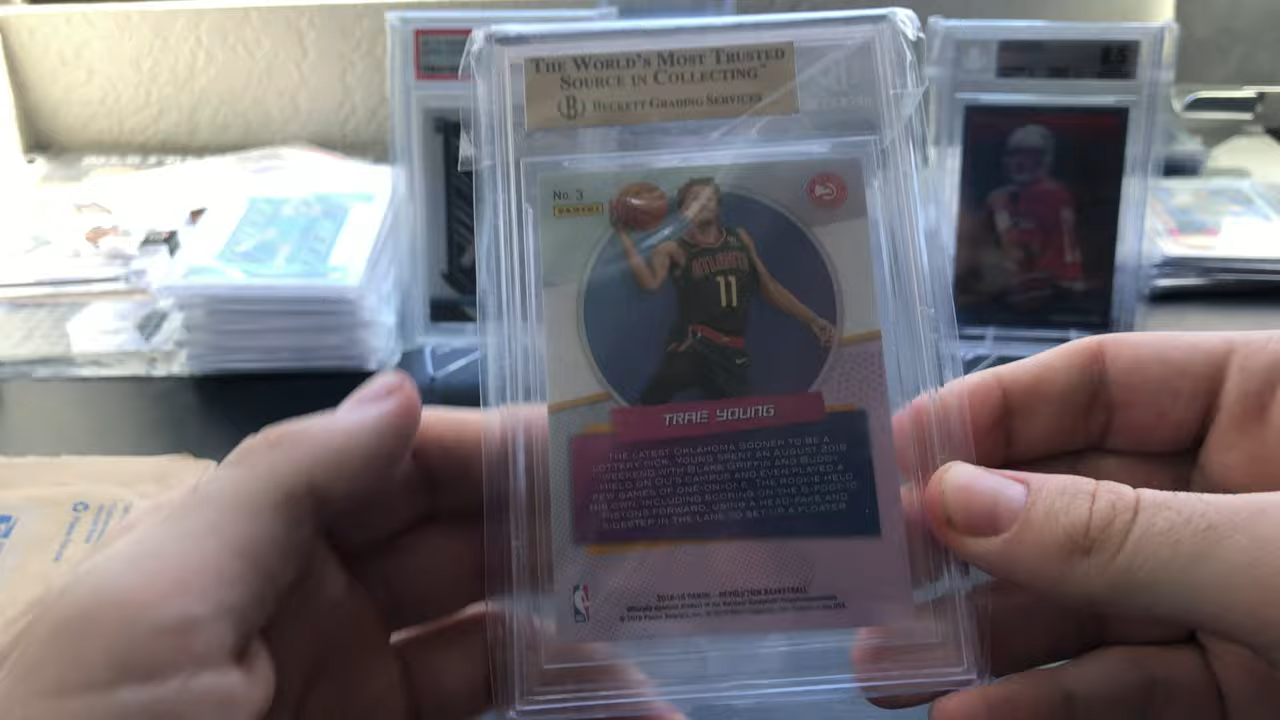 THE WORLD'S MOST TRUSTED
SOURCE IN COLLECTING™
BECKETT GRADING SERVICES
8.5
No. 3
PANINI
ATLANTA
11
TRAE YOUNG
THE LATEST OKLAHOMA SOONER TO BE A
LOTTERY PICK, YOUNG SPENT AN AUGUST 2018
WEEKEND WITH BLAKE GRIFFIN AND BUDDY
HIELD ON OU'S CAMPUS AND EVEN PLAYED A
FEW GAMES OF ONE-ON-ONE. THE ROOKIE HELD
HIS OWN, INCLUDING SCORING ON THE 6-FOOT-10
PISTONS FORWARD, USING A HEAD-FAKE AND
SIDESTEP IN THE LANE TO SET UP A FLOATER
2018-19 PANINI - REVOLUTION BASKETBALL